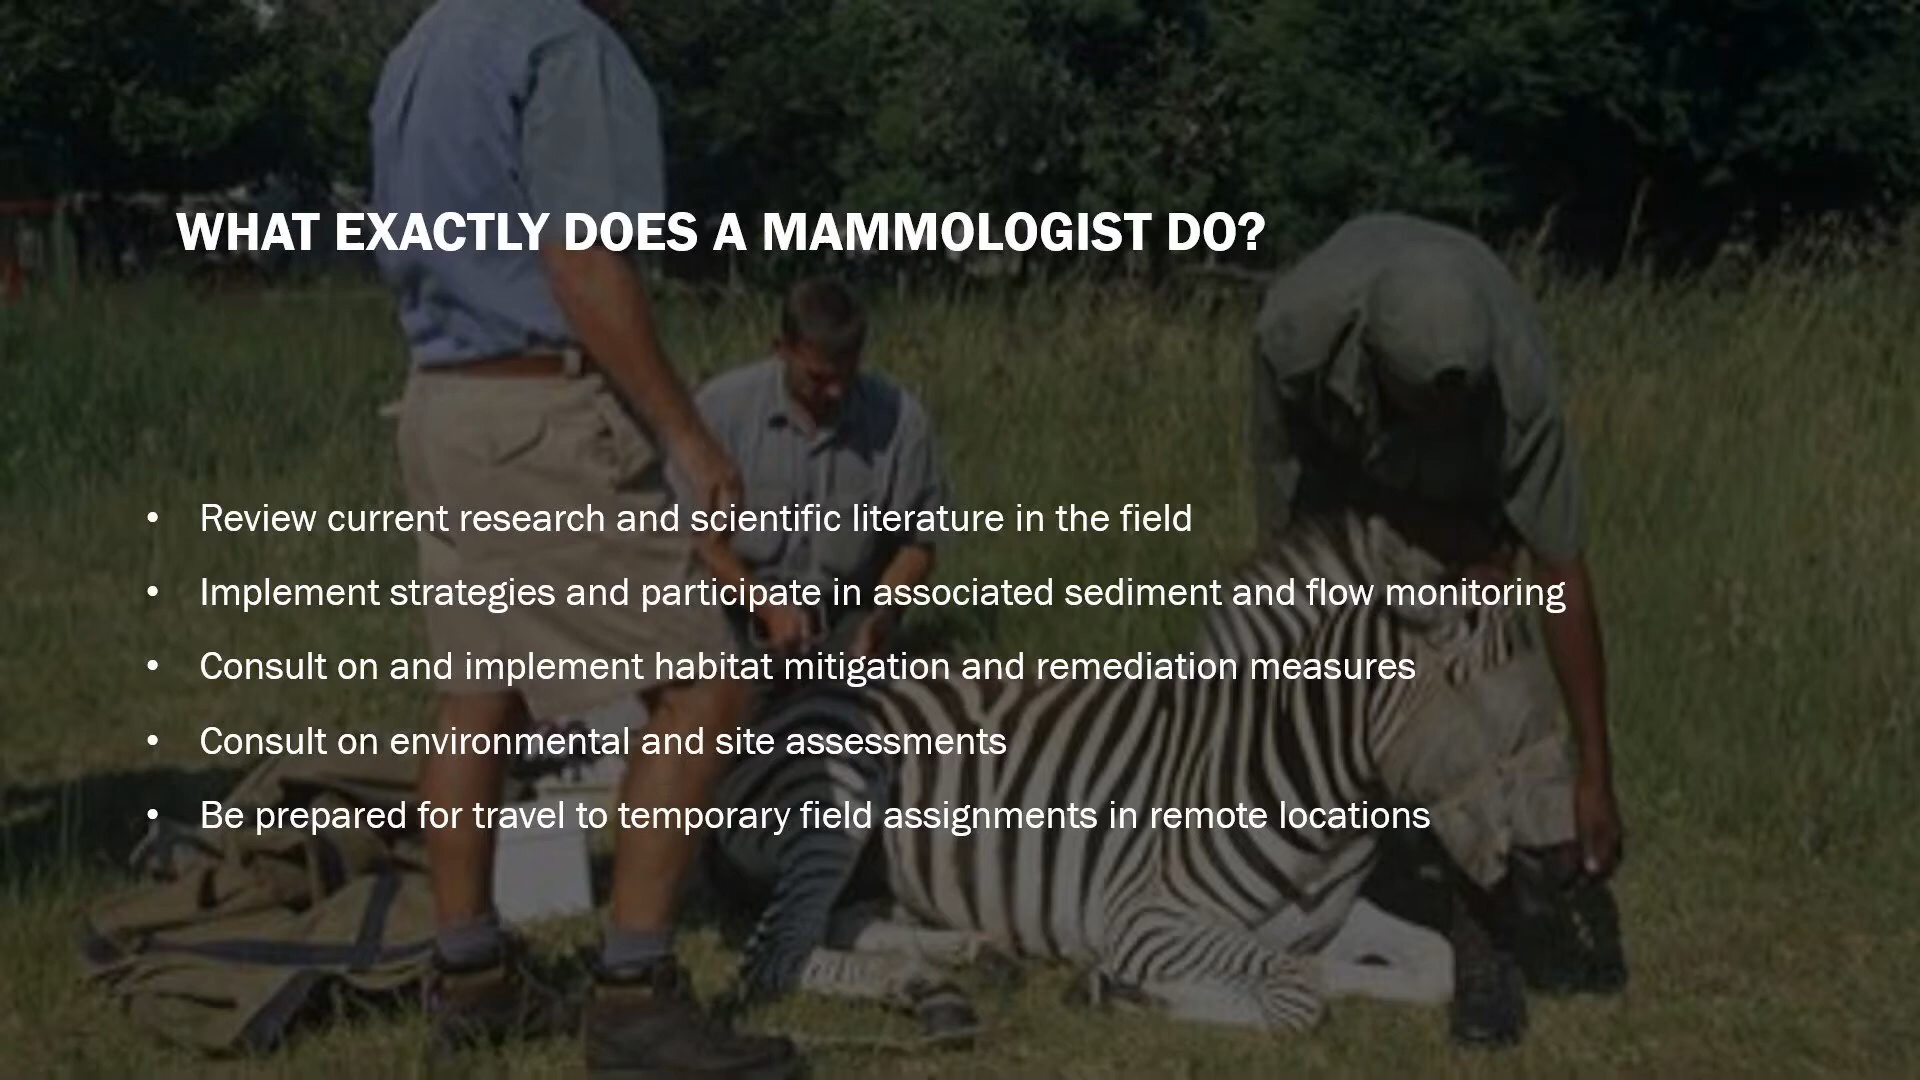 WHAT EXACTLY DOES A MAMMOLOGIST DO?
• Review current research and scientific literature in the field
• Implement strategies and participate in associated sediment and flow monitoring
• Consult on and implement habitat mitigation and remediation measures
• Consult on environmental and site assessments
• Be prepared for travel to temporary field assignments in remote locations